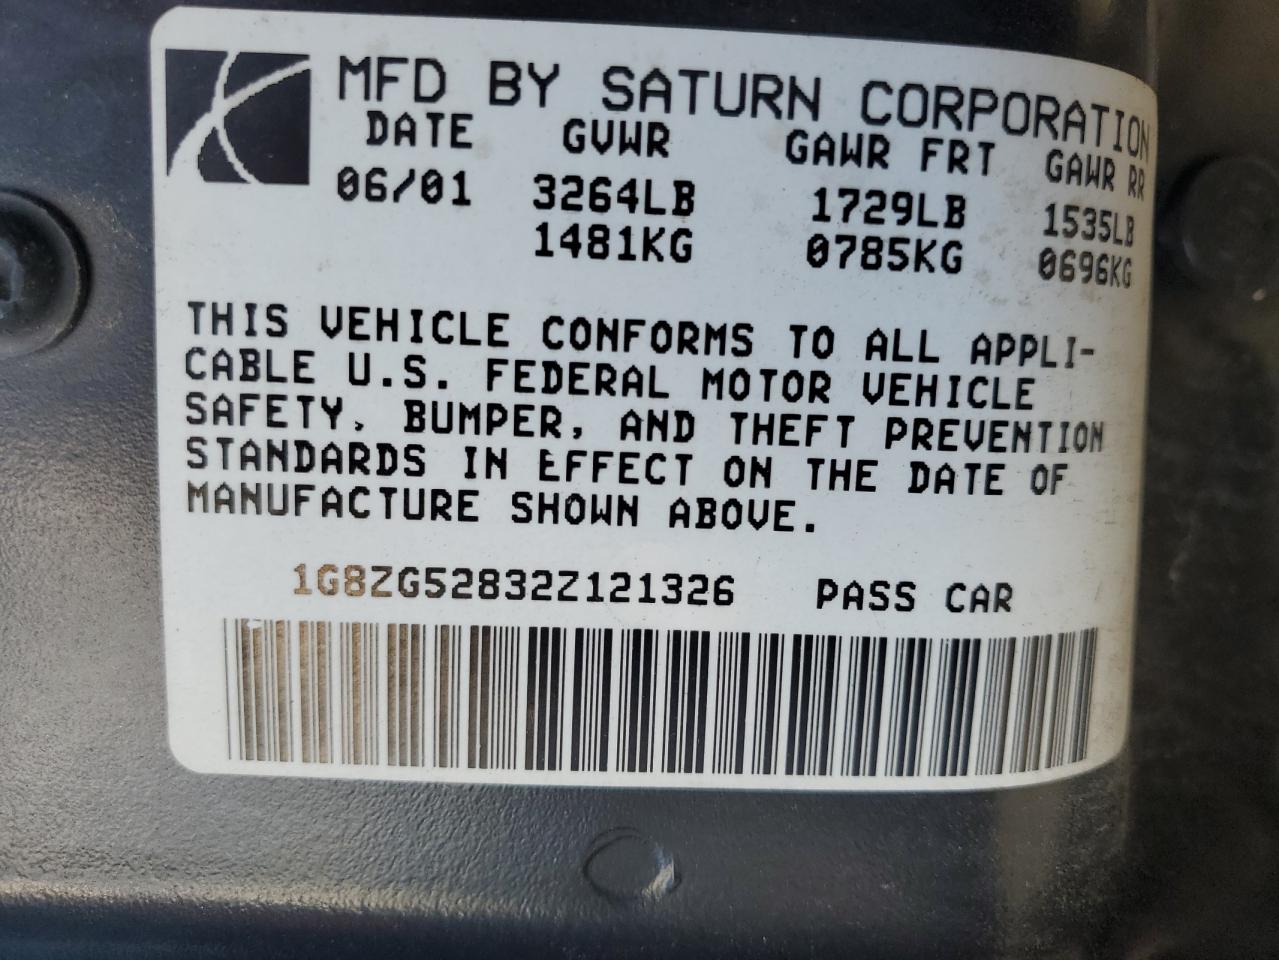 MFD BY SATURN CORPORATION
DATE GVWR GAWR FRT GAWR RR
06/01 3264LB 1729LB 1535LB
1481KG 0785KG 0696KG
THIS VEHICLE CONFORMS TO ALL APPLI-
CABLE U.S. FEDERAL MOTOR VEHICLE
SAFETY, BUMPER, AND THEFT PREVENTION
STANDARDS IN EFFECT ON THE DATE OF
MANUFACTURE SHOWN ABOVE.
1G8ZG52832Z121326 PASS CAR